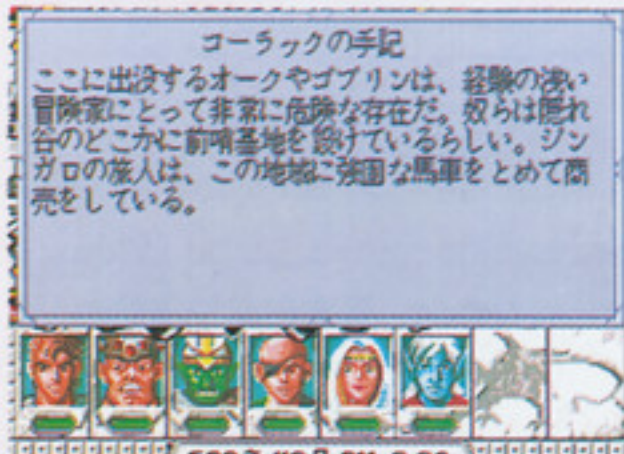 コーラックの手記
ここに出没するオークやゴブリンは、経験の浅い
冒険家にとって非常に危険な存在だ。奴らは隠れ
谷のどこかに前哨基地を設けているらしい。ジン
ガロの旅人は、この地域に強固な馬車をとめて商
売をしている。